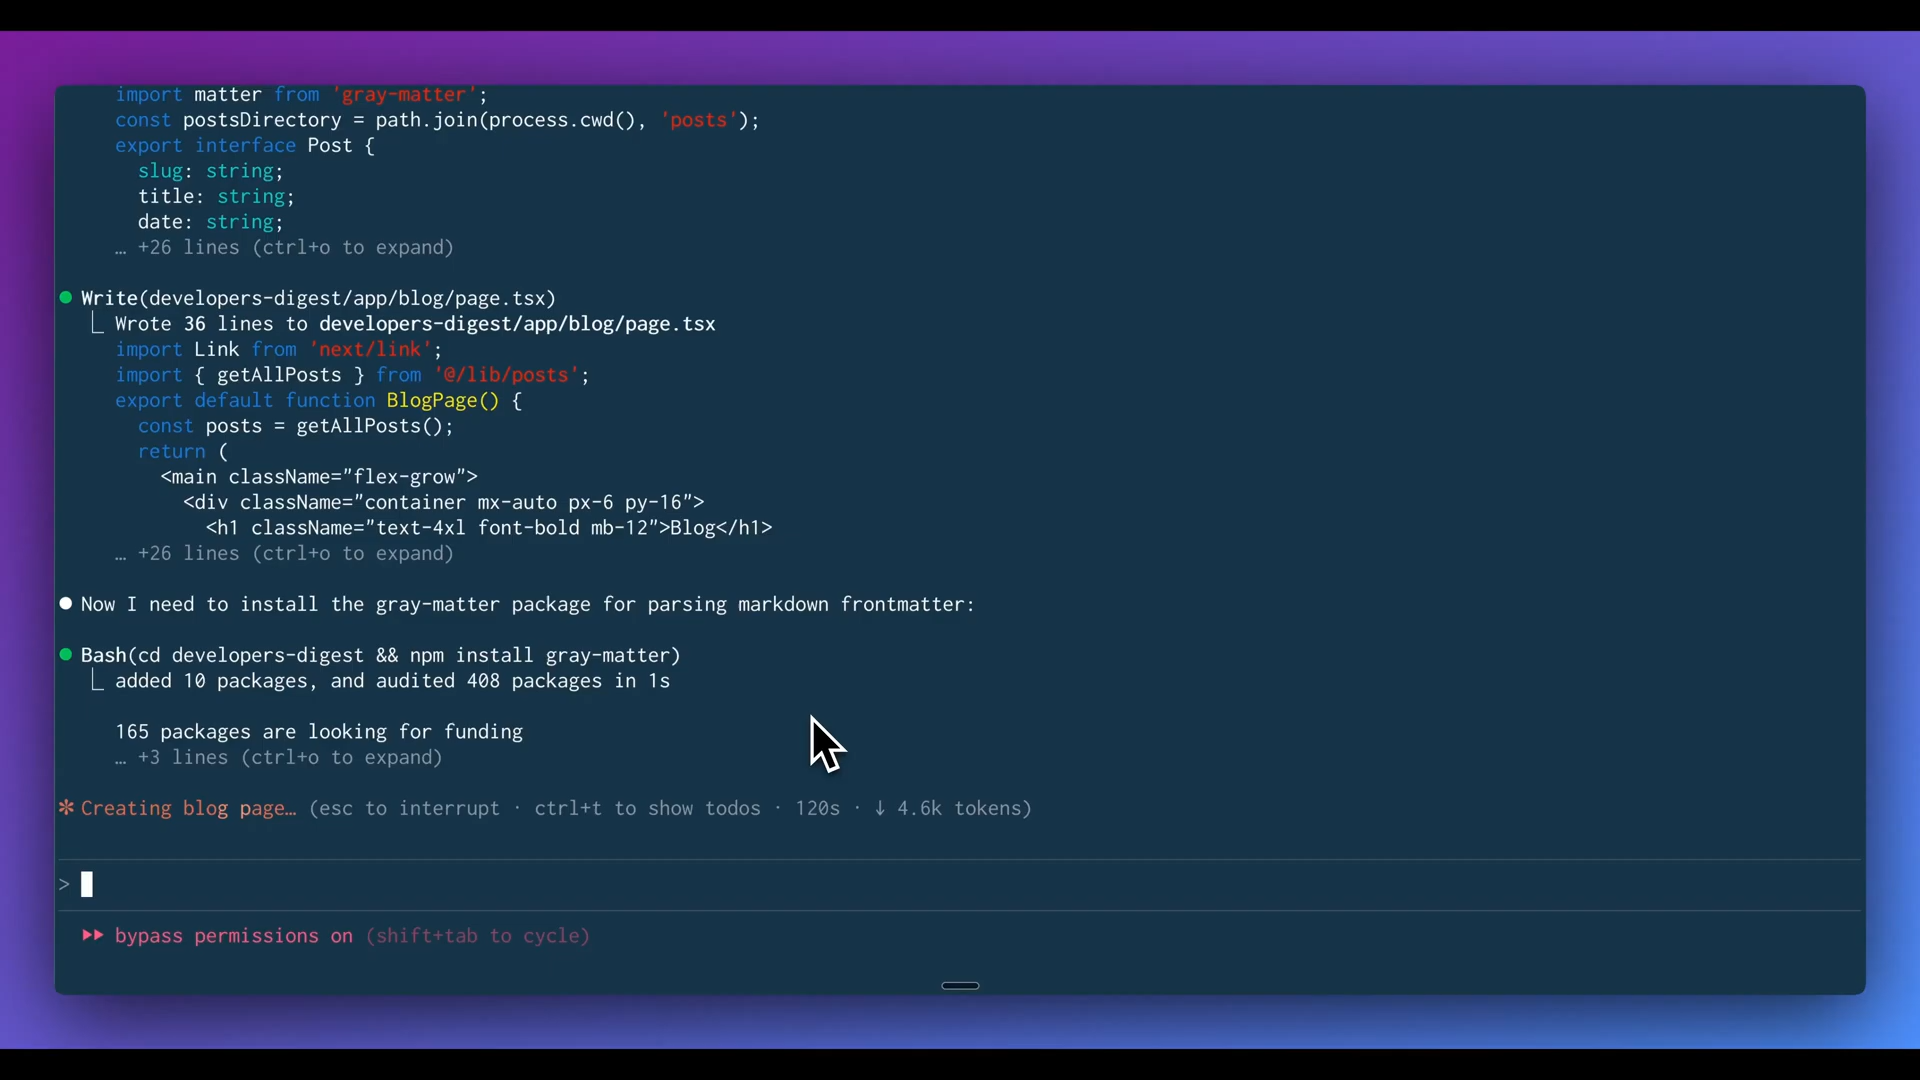 import matter from 'gray-matter';
const postsDirectory = path.join(process.cwd(), 'posts');
export interface Post {
slug: string;
title: string;
date: string;
… +26 lines (ctrl+o to expand)
Write(developers-digest/app/blog/page.tsx)
Wrote 36 lines to developers-digest/app/blog/page.tsx
import Link from 'next/link';
import { getAllPosts } from '@/lib/posts';
export default function BlogPage() {
const posts = getAllPosts();
return (
<main className="flex-grow">
<div className="container mx-auto px-6 py-16">
<h1 className="text-4xl font-bold mb-12">Blog</h1>
… +26 lines (ctrl+o to expand)
Now I need to install the gray-matter package for parsing markdown frontmatter:
Bash(cd developers-digest && npm install gray-matter)
added 10 packages, and audited 408 packages in 1s
165 packages are looking for funding
… +3 lines (ctrl+o to expand)
Creating blog page… (esc to interrupt · ctrl+t to show todos · 120s · ↓ 4.6k tokens)
>
bypass permissions on (shift+tab to cycle)